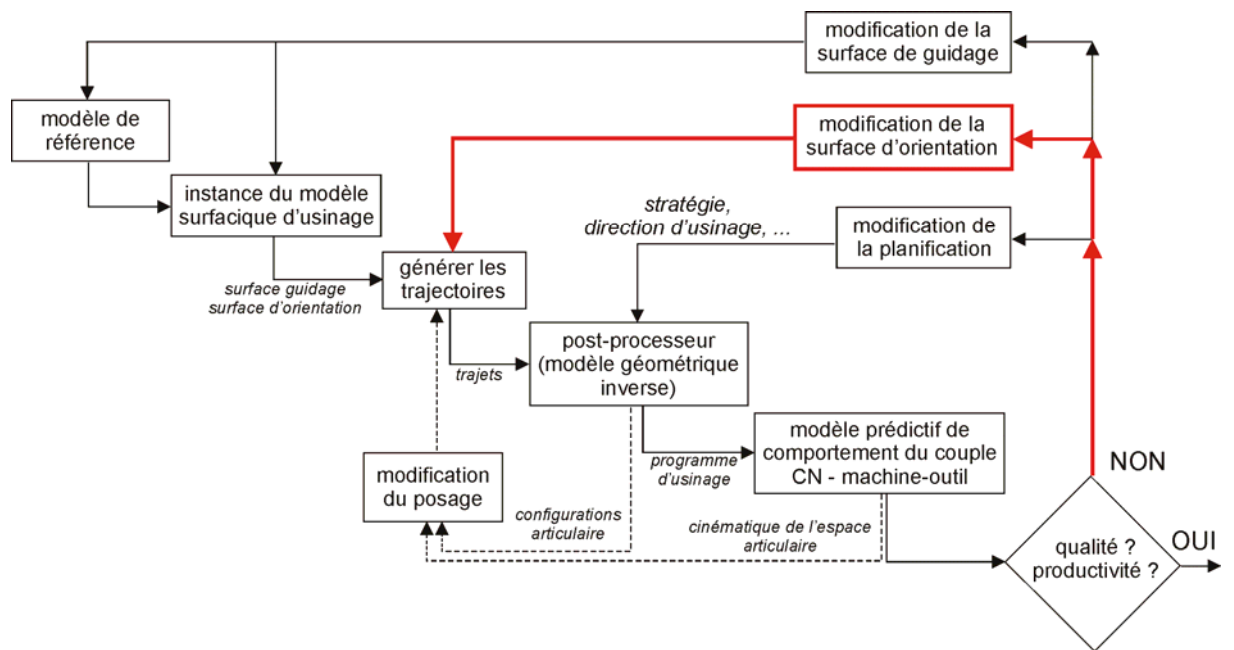 modification de la
surface de guidage
modèle de
référence
modification de la
surface d'orientation
instance du modèle
surfacique d'usinage
stratégie,
direction d'usinage, ...
modification de
la planification
générer les
trajectoires
surface guidage
surface d'orientation
post-processeur
(modèle géométrique
inverse)
trajets
modèle prédictif de
comportement du couple
CN - machine-outil
NON
modification
du posage
programme
d'usinage
configurations
articulaire
cinématique de l'espace
articulaire
qualité ?
productivité ?
OUI